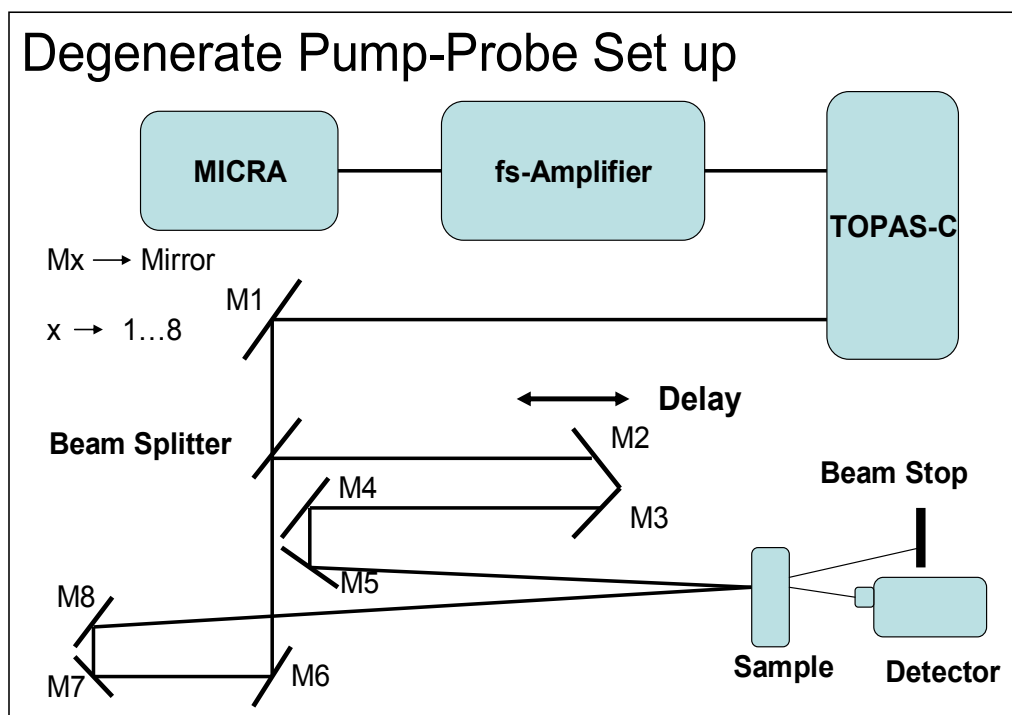 Degenerate Pump-Probe Set up
MICRA
fs-Amplifier
TOPAS-C
Mx → Mirror
x → 1…8
M1
Delay
Beam Splitter
M2
M4
M3
Beam Stop
M5
M8
M7
M6
Sample
Detector